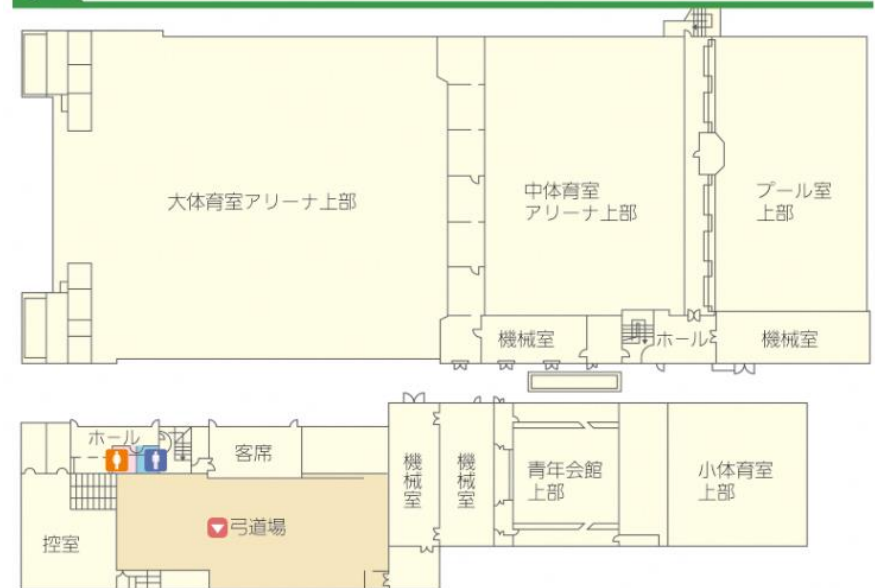 大体育室アリーナ上部
中体育室
アリーナ上部
プール室
上部
機械室
ホール
機械室
ホール
客席
機械室
機械室
青年会館
上部
小体育室
上部
弓道場
控室